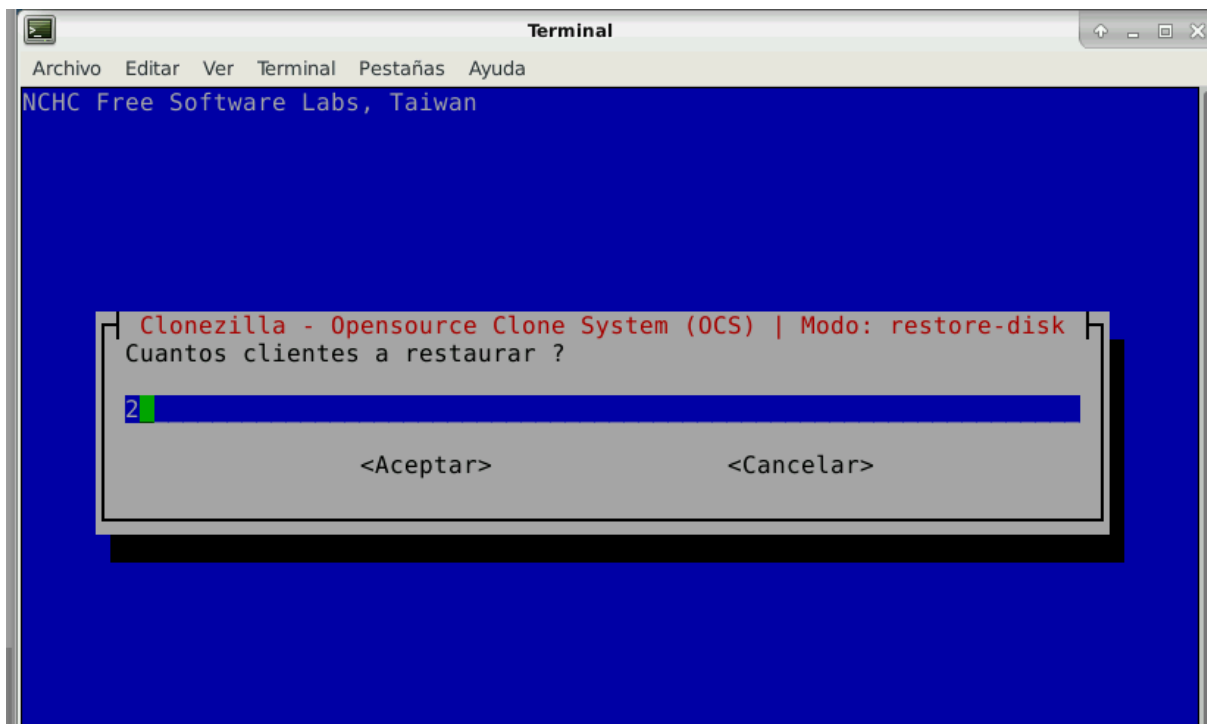 Terminal
Archivo Editar Ver Terminal Pestañas Ayuda
NCHC Free Software Labs, Taiwan
Clonezilla - Opensource Clone System (OCS) | Modo: restore-disk
Cuantos clientes a restaurar ?
2
<Aceptar> <Cancelar>